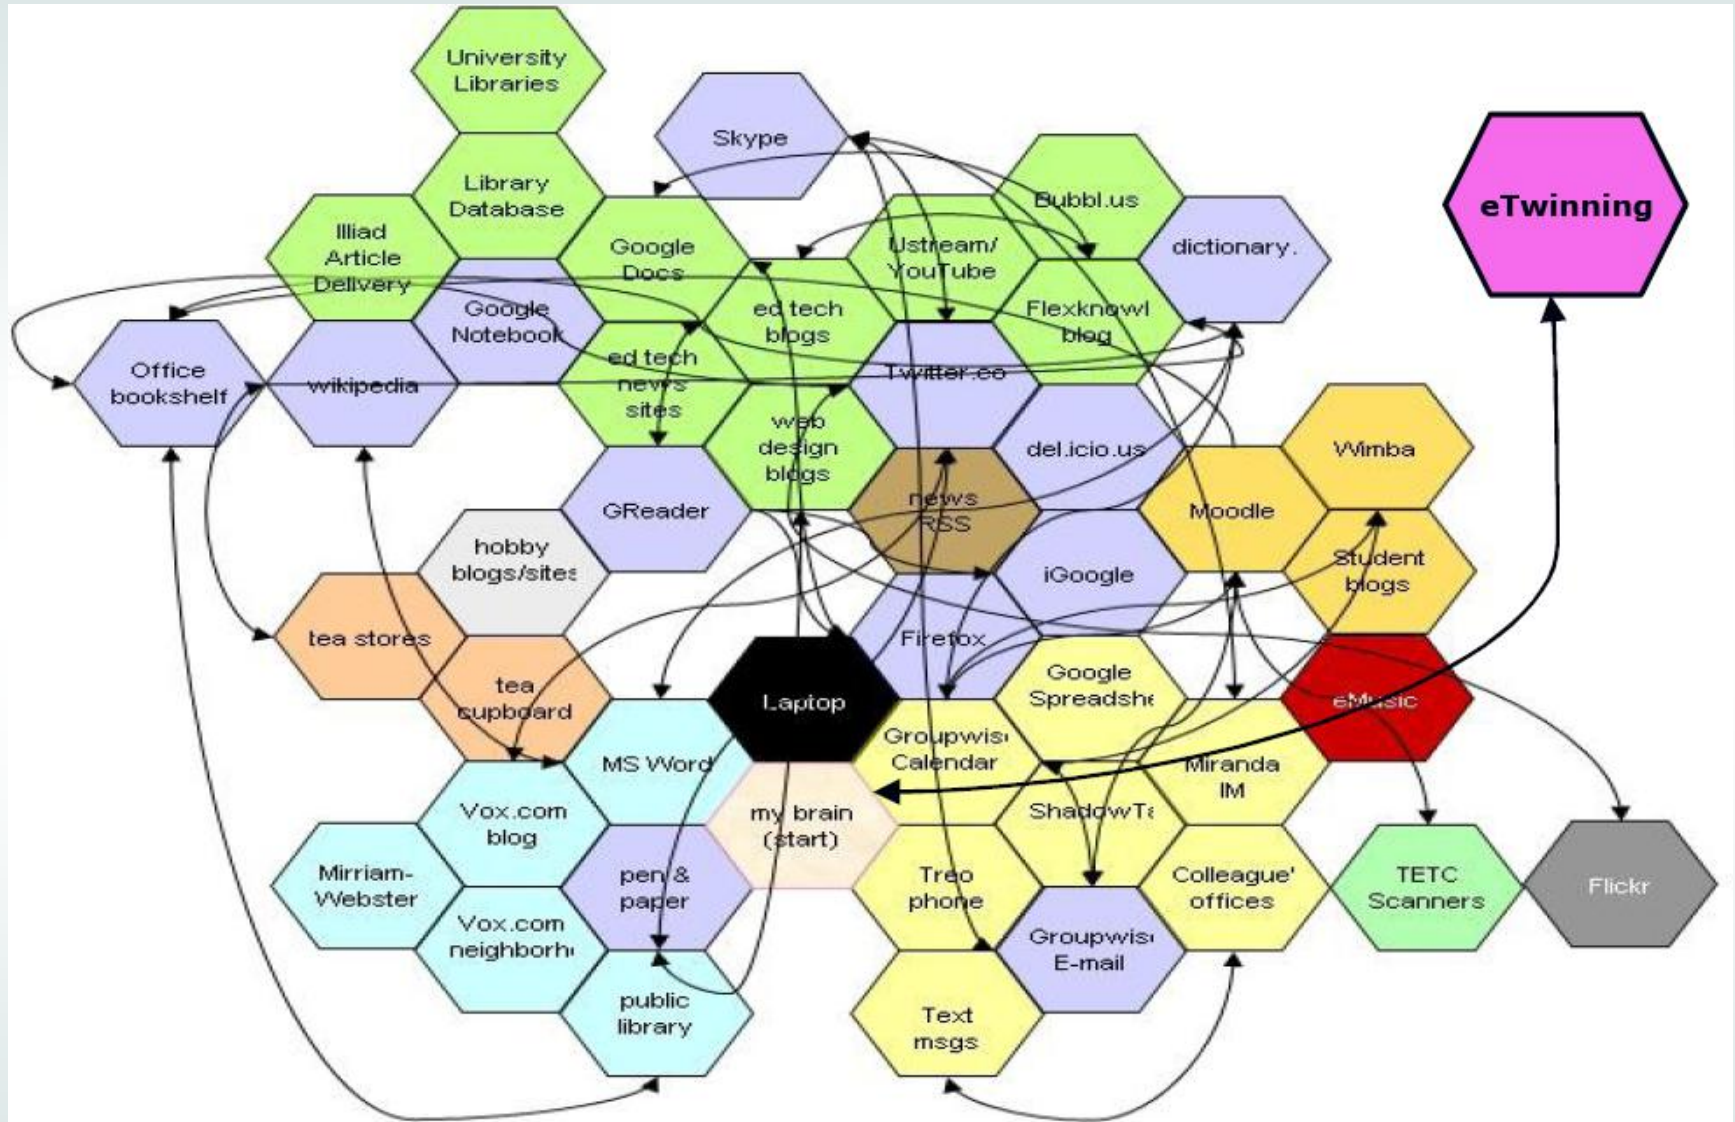 University
Libraries
Skype
Library
Database
Bubbl.us
eTwinning
Illiad
Article
Delivery
Google
Docs
Ustream/
YouTube
dictionary.
Google
Notebook
ed tech
blogs
Flexknowl
blog
Office
bookshelf
wikipedia
ed tech
news
sites
Twitter.co
web
design
blogs
del.icio.us
Wimba
GReader
news
RSS
Moodle
hobby
blogs/sites
iGoogle
Student
blogs
tea stores
Firefox
tea
cupboard
Laptop
Google
Spreadshe
eMusic
MS Word
Groupwis
Calendar
Miranda
IM
Vox.com
blog
my brain
(start)
ShadowTa
Mirriam-
Webster
pen &
paper
Treo
phone
Colleague'
offices
TETC
Scanners
Flickr
Vox.com
neighborh
Groupwis
E-mail
public
library
Text
msgs